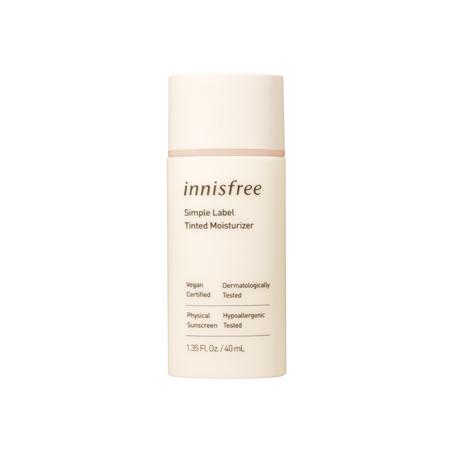 innisfree
Simple Label
Tinted Moisturizer
Vegan Certified
Dermatologically Tested
Physical Sunscreen
Hypoallergenic Tested
1.35 Fl. Oz. / 40 mL